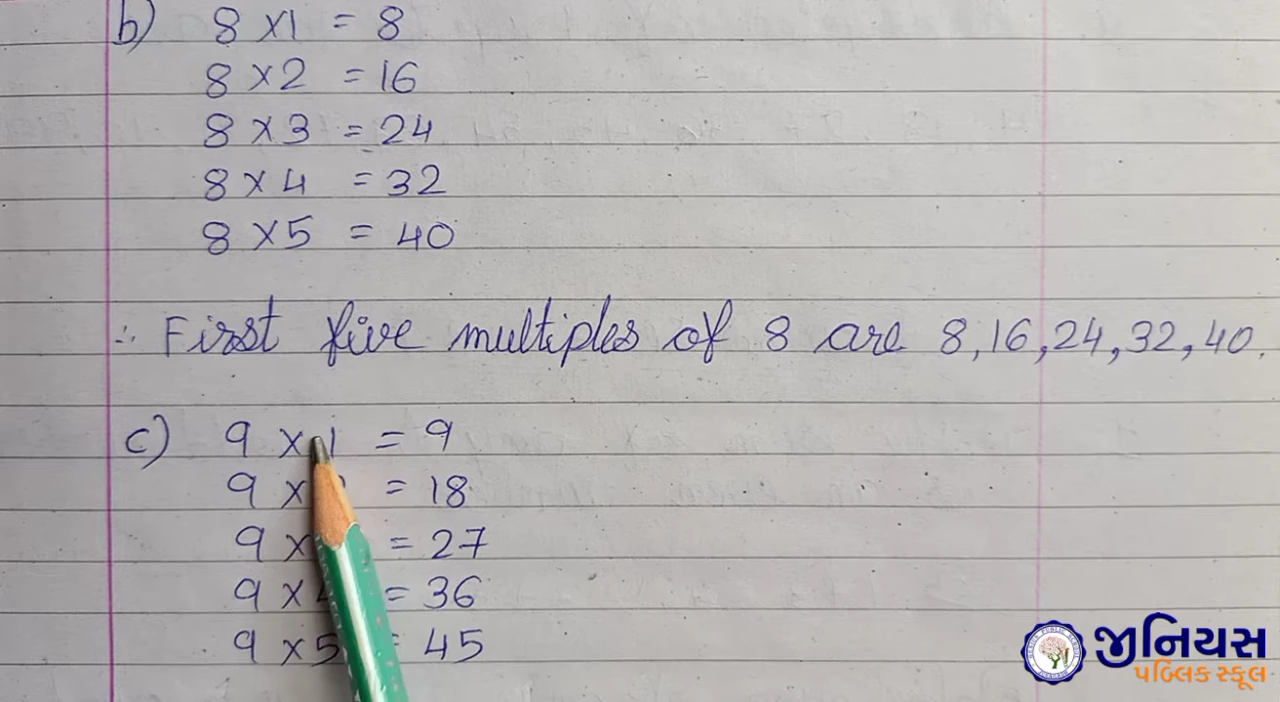 b) 8 × 1 = 8
8 × 2 = 16
8 × 3 = 24
8 × 4 = 32
8 × 5 = 40
∴ First five multiples of 8 are 8, 16, 24, 32, 40.
c) 9 × 1 = 9
9 × = 18
9 × = 27
9 × 4 = 36
9 × 5 = 45
જીનિયસ
પબ્લિક સ્કૂલ